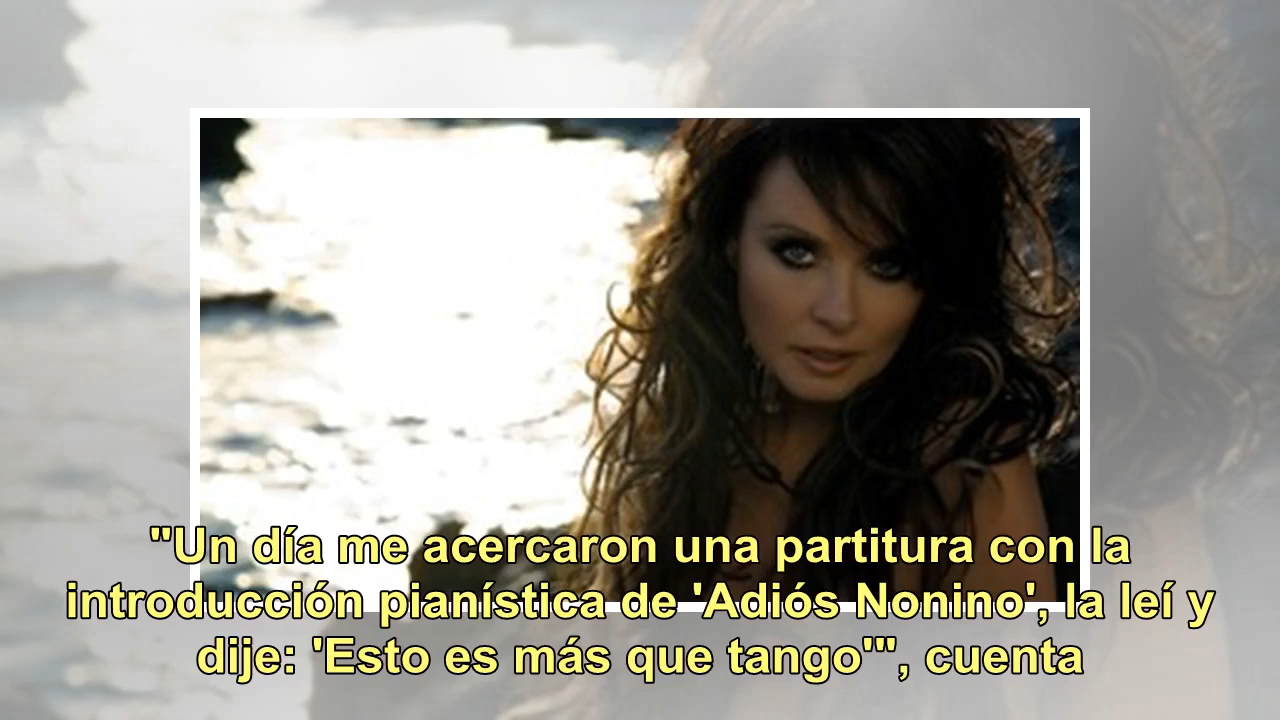 "Un día me acercaron una partitura con la
introducción pianística de 'Adiós Nonino', la leí y
dije: 'Esto es más que tango'", cuenta